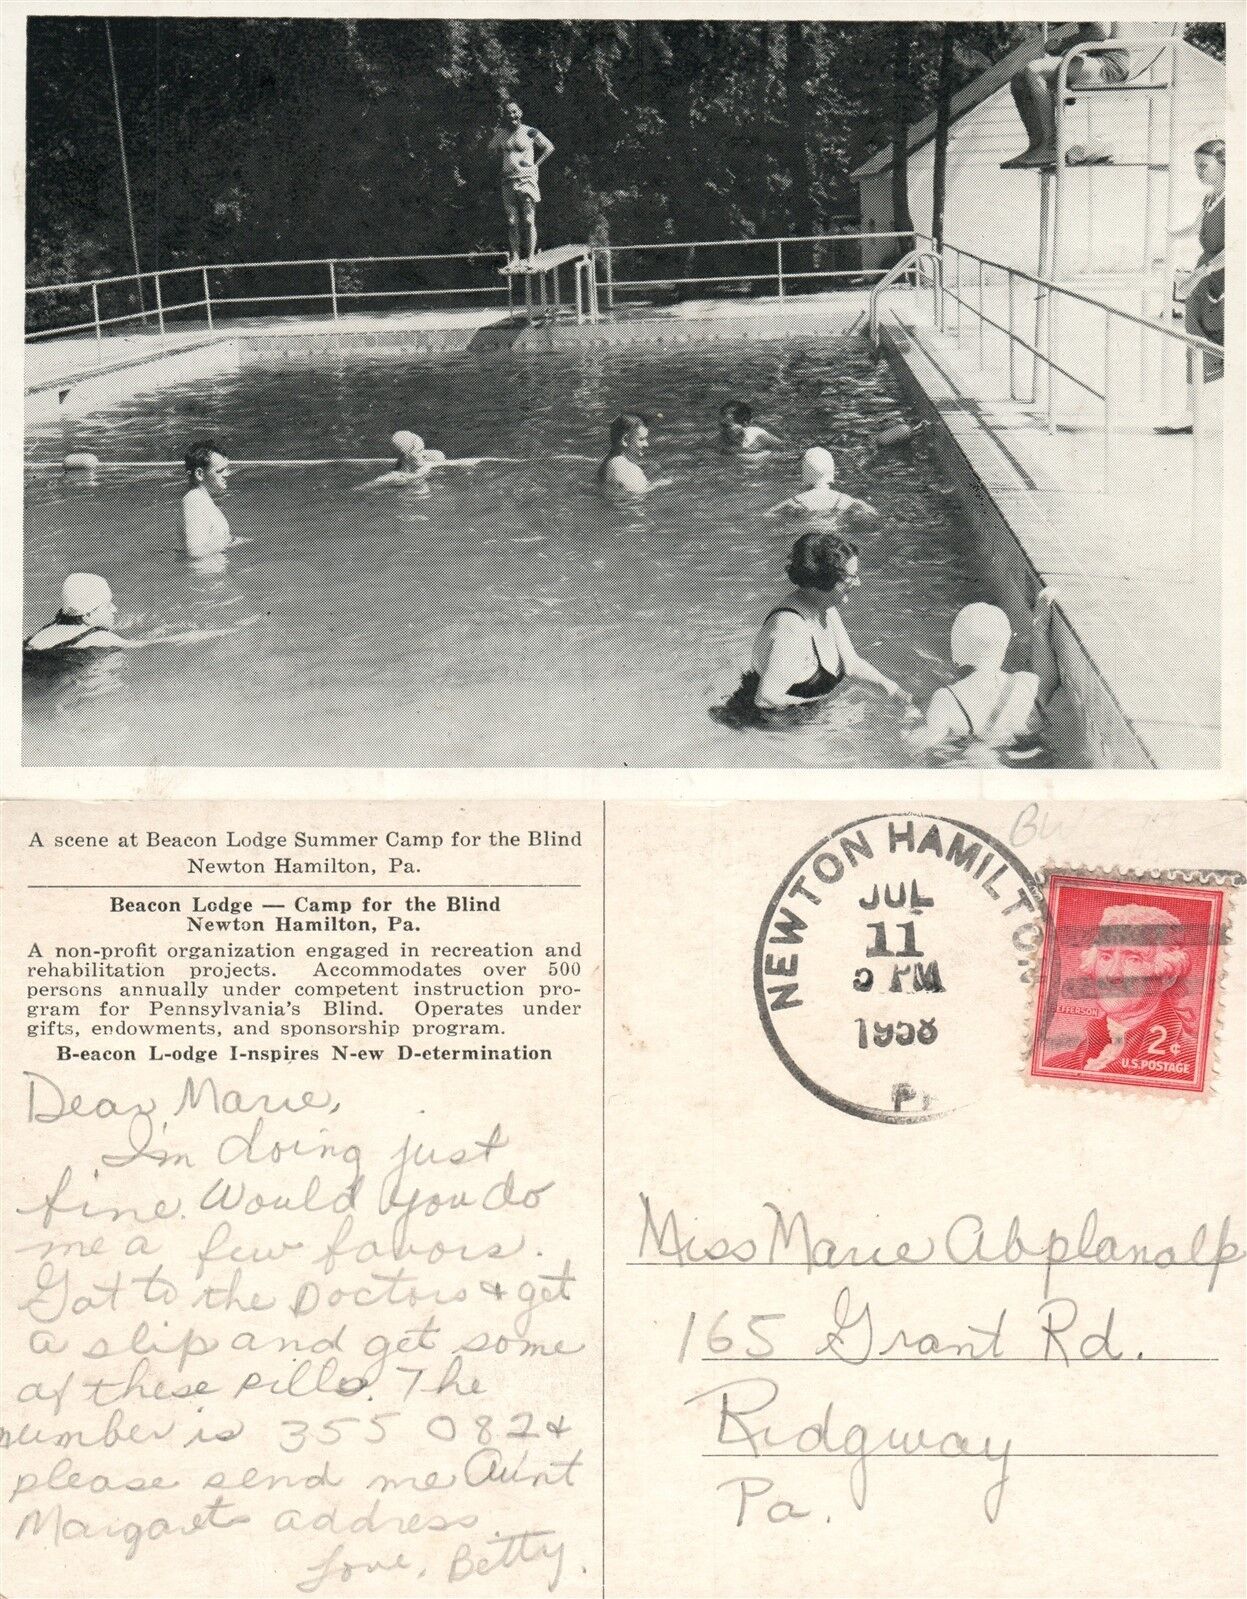 A scene at Beacon Lodge Summer Camp for the Blind
Newton Hamilton, Pa.
Beacon Lodge — Camp for the Blind
Newton Hamilton, Pa.
A non-profit organization engaged in recreation and
rehabilitation projects. Accommodates over 500
persons annually under competent instruction pro-
gram for Pennsylvania's Blind. Operates under
gifts, endowments, and sponsorship program.
B-eacon L-odge I-nspires N-ew D-etermination
Dear Marie,
I'm doing just
fine. Would you do
me a few favors.
Got to the Doctors & get
a slip and get some
of these pills. The
number is 355 082 &
please send me Aunt
Margarets address.
Love, Betty.
NEWTON HAMILTON
JUL
11
PM
1958
PA
JEFFERSON
2¢
U.S. POSTAGE
Miss Marie Abplanalp
165 Grant Rd.
Ridgway
Pa.